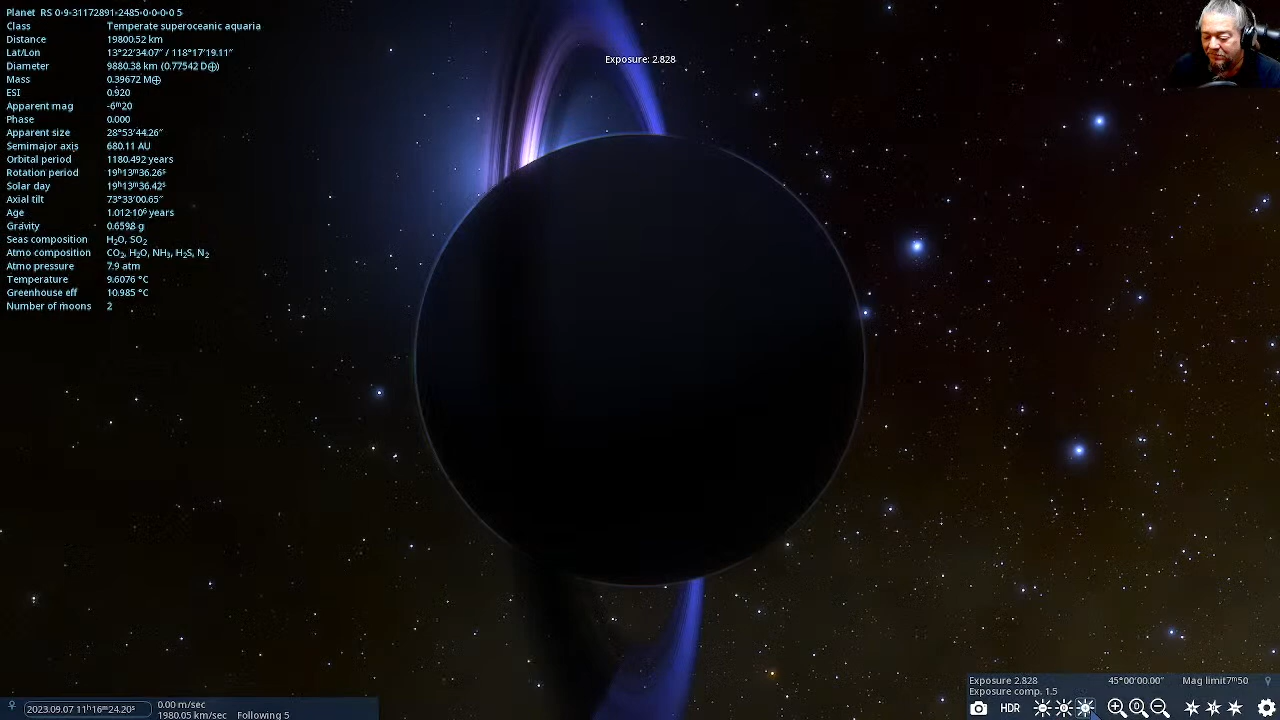 Planet RS 0-9-31172891-2485-0-0-0-0 5
Class Temperate superoceanic aquaria
Distance 19800.52 km
Lat/Lon 13°22′34.07″ / 118°17′19.11″
Diameter 9880.38 km (0.77542 D⊕)
Mass 0.39672 M⊕
ESI 0.920
Apparent mag -6ᵐ20
Phase 0.000
Apparent size 28°53′44.26″
Semimajor axis 680.11 AU
Orbital period 1180.492 years
Rotation period 19ʰ13ᵐ36.26ˢ
Solar day 19ʰ13ᵐ36.42ˢ
Axial tilt 73°33′00.65″
Age 1.012·10⁶ years
Gravity 0.6598 g
Seas composition H₂O, SO₂
Atmo composition CO₂, H₂O, NH₃, H₂S, N₂
Atmo pressure 7.9 atm
Temperature 9.6076 °C
Greenhouse eff 10.985 °C
Number of moons 2
Exposure: 2.828
2023.09.07 11ʰ16ᵐ24.20ˢ
0.00 m/sec
1980.05 km/sec Following 5
Exposure 2.828 45°00′00.00″ Mag limit7ᵐ50
Exposure comp. 1.5
HDR